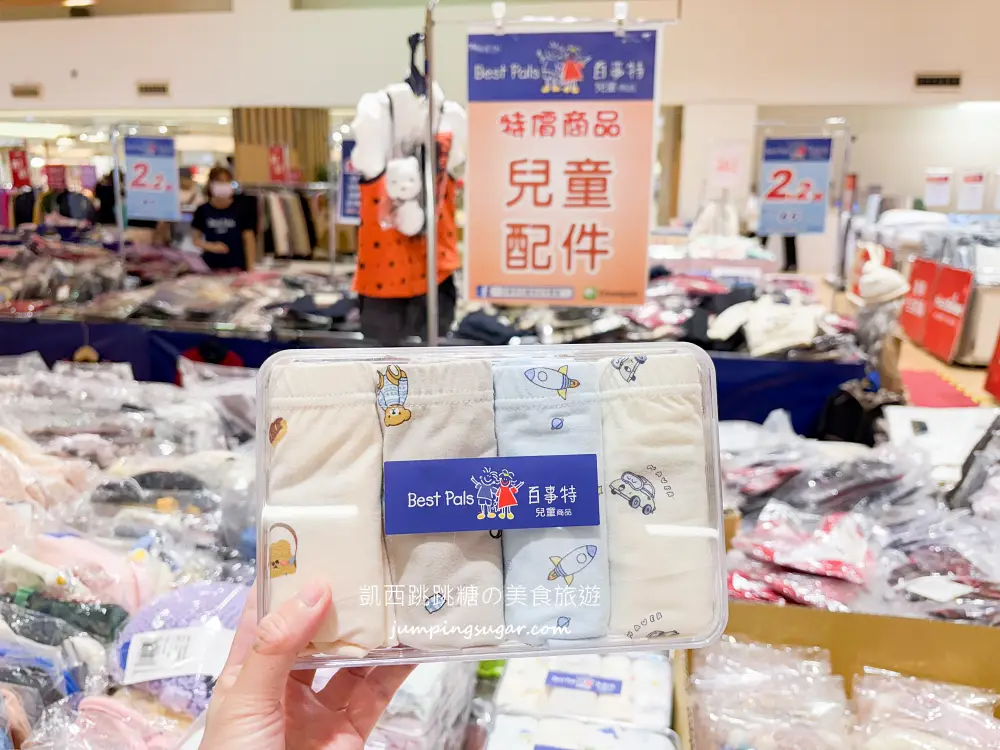 Best Pals 百事特
兒童商品
特價商品
兒童
配件
2.2
2.2
Best Pals 百事特
兒童商品
凱西跳跳糖の美食旅遊
jumpingsugar.com